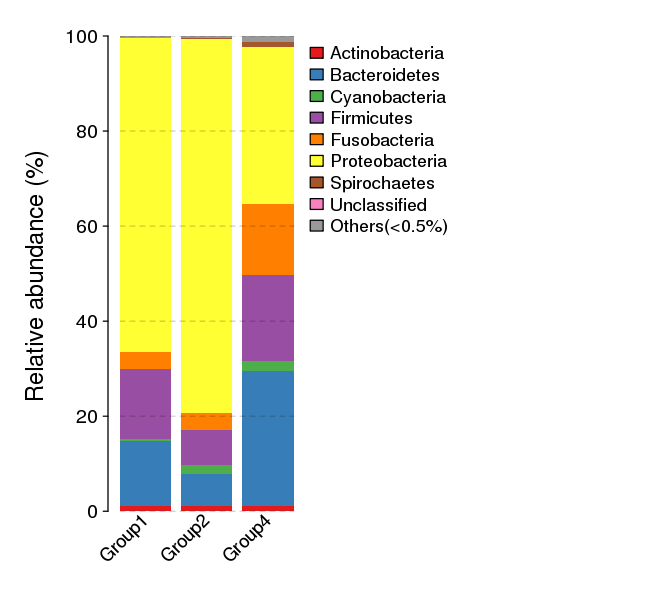 Relative abundance (%)
100
80
60
40
20
0
Group1
Group2
Group4
Actinobacteria
Bacteroidetes
Cyanobacteria
Firmicutes
Fusobacteria
Proteobacteria
Spirochaetes
Unclassified
Others(<0.5%)